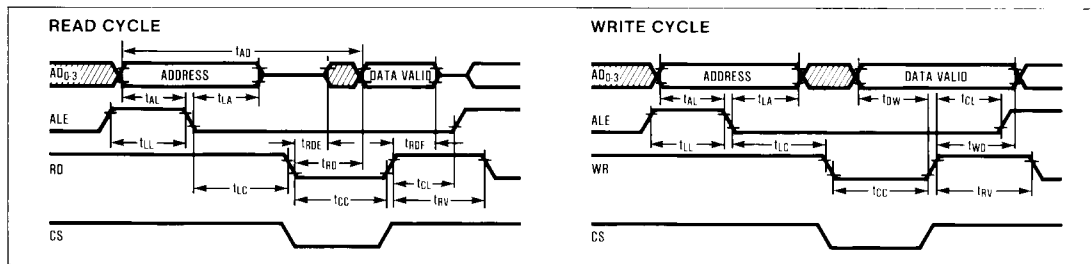 READ CYCLE
tAD
AD0-3
ADDRESS
DATA VALID
tAL
tLA
ALE
tLL
tRDE
tRDF
tRD
RD
tLC
tCL
tCC
tRV
CS
WRITE CYCLE
AD0-3
ADDRESS
DATA VALID
tAL
tLA
tDW
tCL
ALE
tLL
tLC
tWD
WR
tCC
tRV
CS